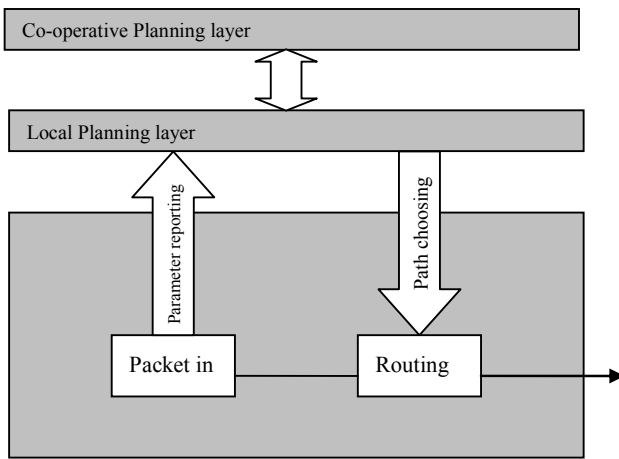 Co-operative Planning layer
Local Planning layer
Parameter reporting
Path choosing
Packet in
Routing